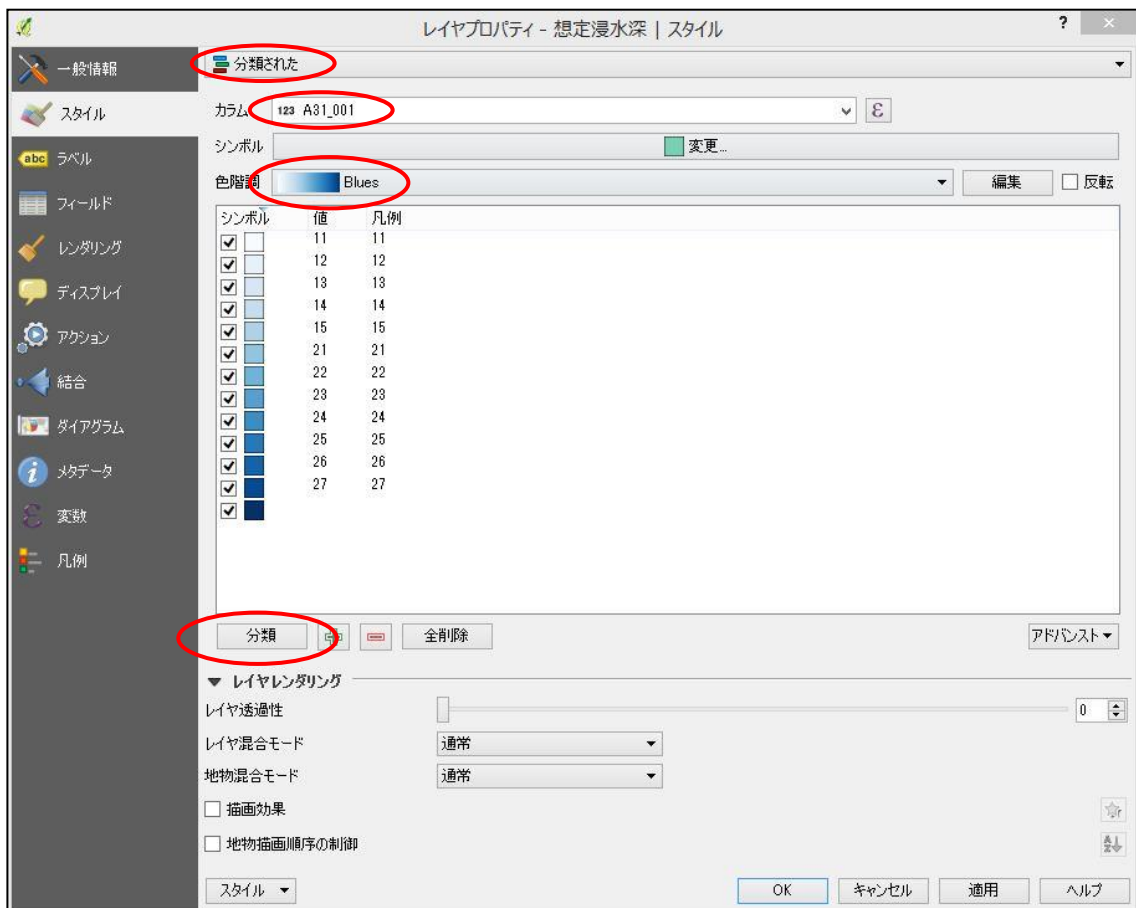 レイヤプロパティ - 想定浸水深 | スタイル
?
一般情報
スタイル
abc ラベル
フィールド
レンダリング
ディスプレイ
アクション
結合
ダイアグラム
メタデータ
変数
凡例
分類された
カラム 123 A31_001 ε
シンボル 変更...
色階調 Blues 編集 反転
シンボル 値 凡例
11 11
12 12
13 13
14 14
15 15
21 21
22 22
23 23
24 24
25 25
26 26
27 27
分類 全削除 アドバンスト
レイヤレンダリング
レイヤ透過性 0
レイヤ混合モード 通常
地物混合モード 通常
描画効果
地物描画順序の制御
スタイル OK キャンセル 適用 ヘルプ